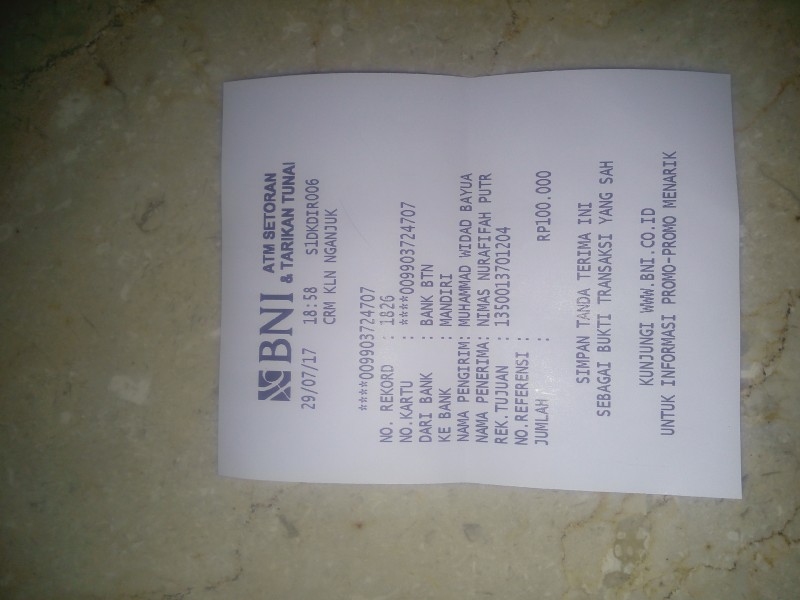 BNI ATM SETORAN
& TARIKAN TUNAI
29/07/17 18:58 S1DKDIR006
CRM KLN NGANJUK
****009903724707
NO. REKORD : 1826
NO.KARTU : ****009903724707
DARI BANK : BANK BTN
KE BANK : MANDIRI
NAMA PENGIRIM: MUHAMMAD WIDAD BAYUA
NAMA PENERIMA: NIMAS NURAFIFAH PUTR
REK.TUJUAN : 1350013701204
NO.REFERENSI :
JUMLAH : RP100.000
SIMPAN TANDA TERIMA INI
SEBAGAI BUKTI TRANSAKSI YANG SAH
KUNJUNGI WWW.BNI.CO.ID
UNTUK INFORMASI PROMO-PROMO MENARIK